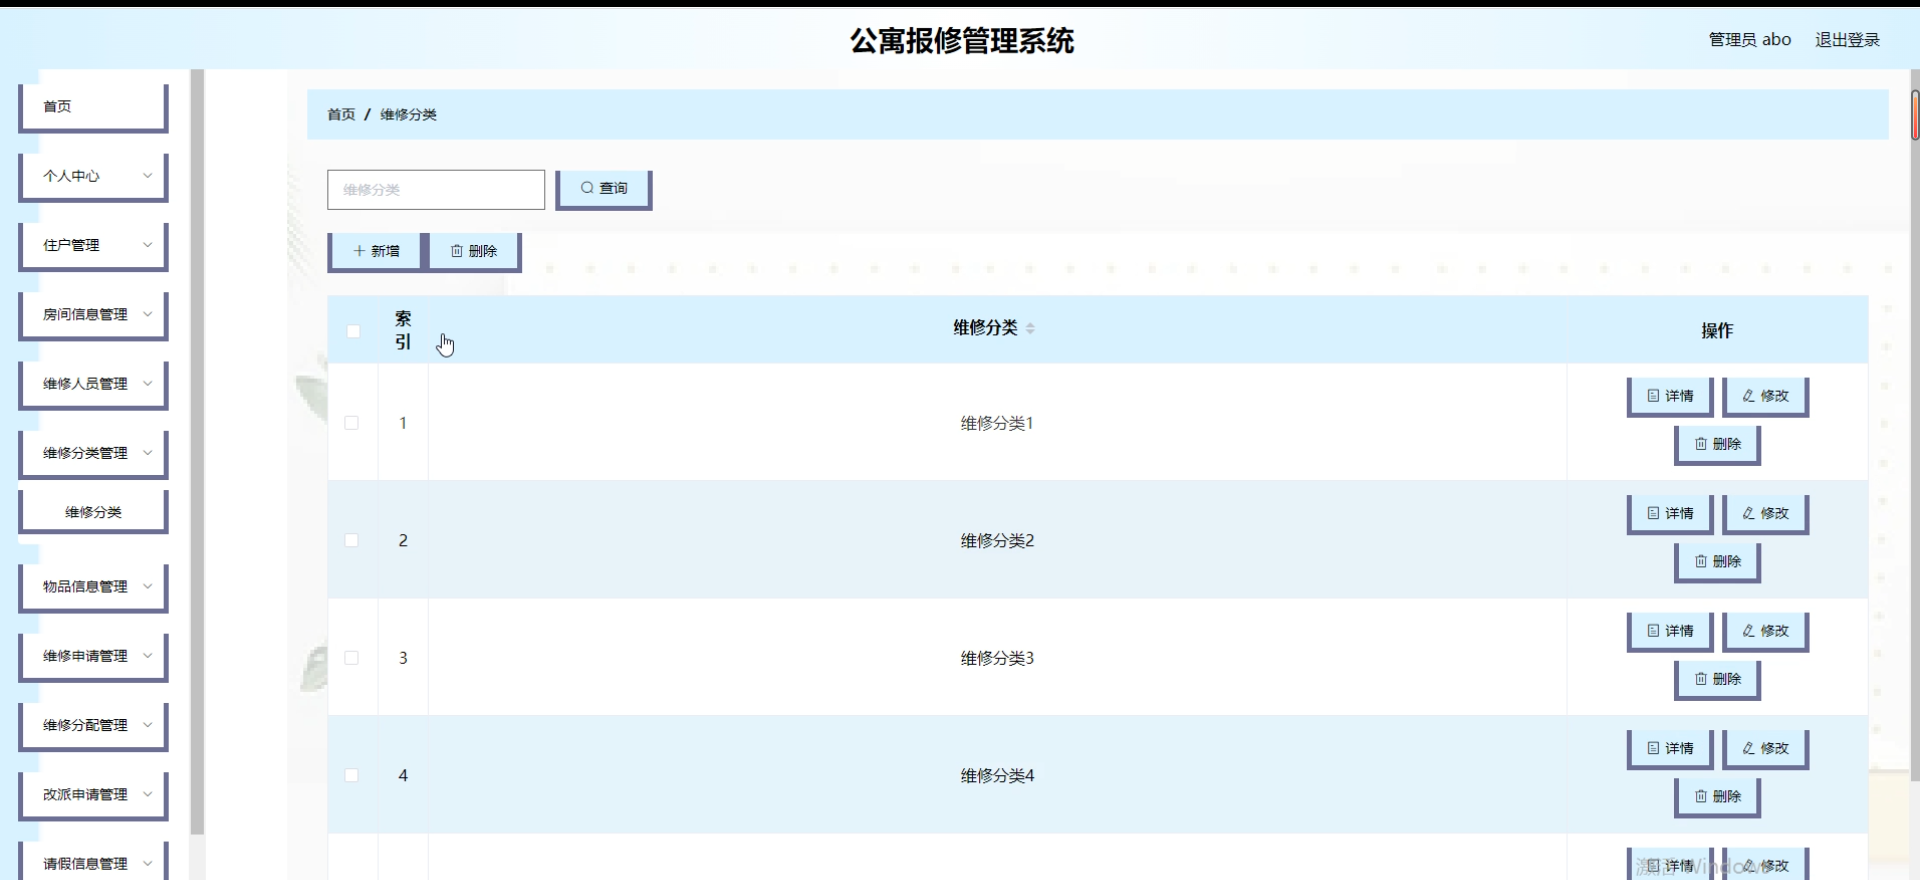 公寓报修管理系统
管理员 abo
退出登录
首页
个人中心
住户管理
房间信息管理
维修人员管理
维修分类管理
维修分类
物品信息管理
维修申请管理
维修分配管理
改派申请管理
请假信息管理
首页 / 维修分类
维修分类
查询
新增
删除
索引
维修分类
操作
1
维修分类1
详情
修改
删除
2
维修分类2
详情
修改
删除
3
维修分类3
详情
修改
删除
4
维修分类4
详情
修改
删除
详情
修改
激活 Windows